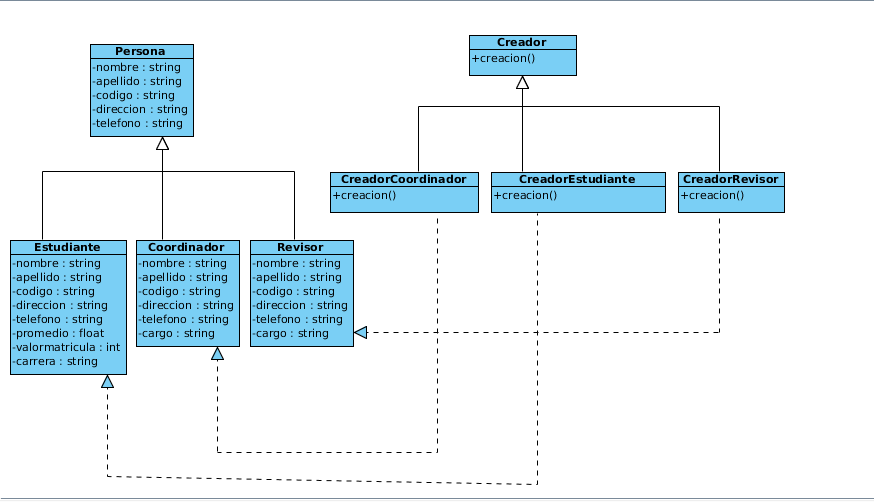 Persona
-nombre : string
-apellido : string
-codigo : string
-direccion : string
-telefono : string
Creador
+creacion()
CreadorCoordinador
+creacion()
CreadorEstudiante
+creacion()
CreadorRevisor
+creacion()
Estudiante
-nombre : string
-apellido : string
-codigo : string
-direccion : string
-telefono : string
-promedio : float
-valormatricula : int
-carrera : string
Coordinador
-nombre : string
-apellido : string
-codigo : string
-direccion : string
-telefono : string
-cargo : string
Revisor
-nombre : string
-apellido : string
-codigo : string
-direccion : string
-telefono : string
-cargo : string